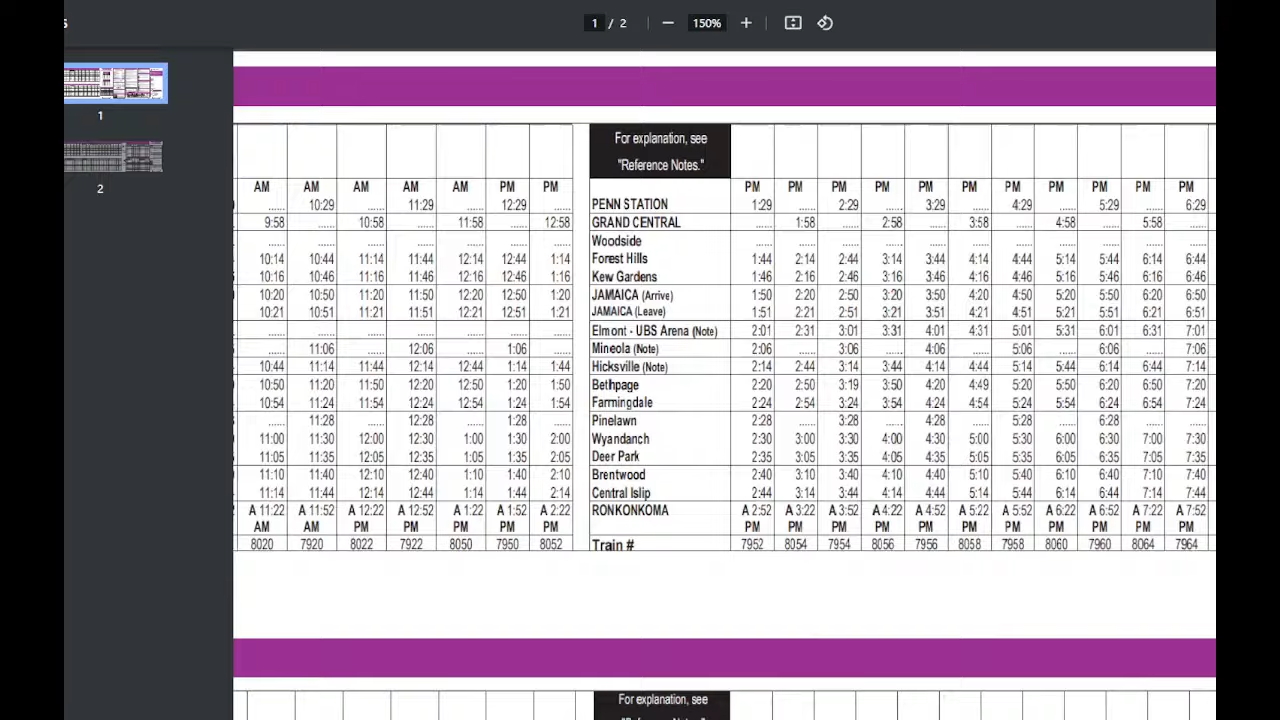 1 / 2 150%
1
2
For explanation, see
"Reference Notes."
AM AM AM AM AM PM PM PM PM PM PM PM PM PM PM PM PM PM
...... 10:29 ...... 11:29 ...... 12:29 ...... PENN STATION 1:29 ...... 2:29 ...... 3:29 ...... 4:29 ...... 5:29 ...... 6:29
9:58 ...... 10:58 ...... 11:58 ...... 12:58 GRAND CENTRAL ...... 1:58 ...... 2:58 ...... 3:58 ...... 4:58 ...... 5:58 ......
...... ...... ...... ...... ...... ...... ...... Woodside ...... ...... ...... ...... ...... ...... ...... ...... ...... ...... ......
10:14 10:44 11:14 11:44 12:14 12:44 1:14 Forest Hills 1:44 2:14 2:44 3:14 3:44 4:14 4:44 5:14 5:44 6:14 6:44
10:16 10:46 11:16 11:46 12:16 12:46 1:16 Kew Gardens 1:46 2:16 2:46 3:16 3:46 4:16 4:46 5:16 5:46 6:16 6:46
10:20 10:50 11:20 11:50 12:20 12:50 1:20 JAMAICA (Arrive) 1:50 2:20 2:50 3:20 3:50 4:20 4:50 5:20 5:50 6:20 6:50
10:21 10:51 11:21 11:51 12:21 12:51 1:21 JAMAICA (Leave) 1:51 2:21 2:51 3:21 3:51 4:21 4:51 5:21 5:51 6:21 6:51
...... ...... ...... ...... ...... ...... ...... Elmont - UBS Arena (Note) 2:01 2:31 3:01 3:31 4:01 4:31 5:01 5:31 6:01 6:31 7:01
...... 11:06 ...... 12:06 ...... 1:06 ...... Mineola (Note) 2:06 ...... 3:06 ...... 4:06 ...... 5:06 ...... 6:06 ...... 7:06
10:44 11:14 11:44 12:14 12:44 1:14 1:44 Hicksville (Note) 2:14 2:44 3:14 3:44 4:14 4:44 5:14 5:44 6:14 6:44 7:14
10:50 11:20 11:50 12:20 12:50 1:20 1:50 Bethpage 2:20 2:50 3:19 3:50 4:20 4:49 5:20 5:50 6:20 6:50 7:20
10:54 11:24 11:54 12:24 12:54 1:24 1:54 Farmingdale 2:24 2:54 3:24 3:54 4:24 4:54 5:24 5:54 6:24 6:54 7:24
...... 11:28 ...... 12:28 ...... 1:28 ...... Pinelawn 2:28 ...... 3:28 ...... 4:28 ...... 5:28 ...... 6:28 ...... ......
11:00 11:30 12:00 12:30 1:00 1:30 2:00 Wyandanch 2:30 3:00 3:30 4:00 4:30 5:00 5:30 6:00 6:30 7:00 7:30
11:05 11:35 12:05 12:35 1:05 1:35 2:05 Deer Park 2:35 3:05 3:35 4:05 4:35 5:05 5:35 6:05 6:35 7:05 7:35
11:10 11:40 12:10 12:40 1:10 1:40 2:10 Brentwood 2:40 3:10 3:40 4:10 4:40 5:10 5:40 6:10 6:40 7:10 7:40
11:14 11:44 12:14 12:44 1:14 1:44 2:14 Central Islip 2:44 3:14 3:44 4:14 4:44 5:14 5:44 6:14 6:44 7:14 7:44
A 11:22 A 11:52 A 12:22 A 12:52 A 1:22 A 1:52 A 2:22 RONKONKOMA A 2:52 A 3:22 A 3:52 A 4:22 A 4:52 A 5:22 A 5:52 A 6:22 A 6:52 A 7:22 A 7:52
AM AM PM PM PM PM PM PM PM PM PM PM PM PM PM PM PM PM
8020 7920 8022 7922 8050 7950 8052 Train # 7952 8054 7954 8056 7956 8058 7958 8060 7960 8064 7964
For explanation, see